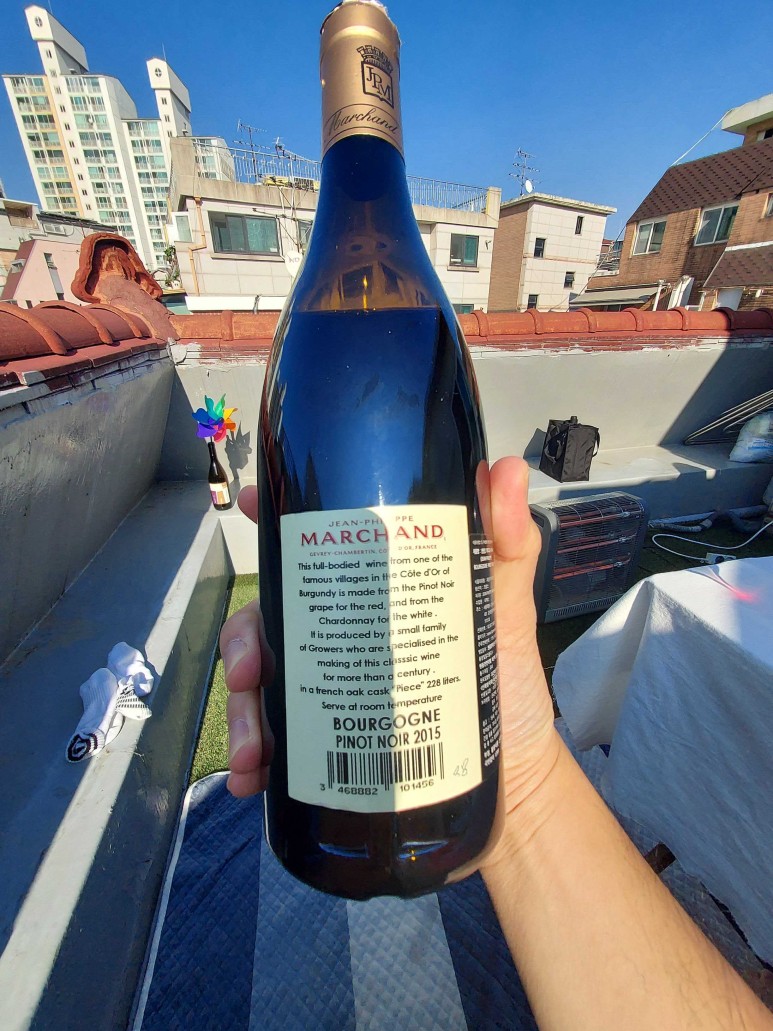 JPM
Marchand
JEAN-PHILIPPE
MARCHAND
GEVREY-CHAMBERTIN, CÔTE D'OR, FRANCE
This full-bodied wine from one of the
famous villages in the Côte d'Or of
Burgundy is made from the Pinot Noir
grape for the red, and from the
Chardonnay for the white .
It is produced by a small family
of Growers who are specialised in the
making of this classsic wine
for more than a century .
in a french oak cask "Piece" 228 liters.
Serve at room temperature
BOURGOGNE
PINOT NOIR 2015
3 468882 101456